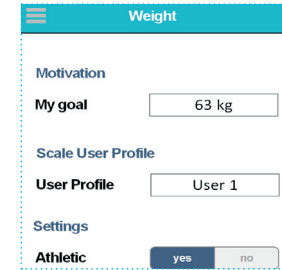 Weight
Motivation
My goal 63 kg
Scale User Profile
User Profile User 1
Settings
Athletic yes no